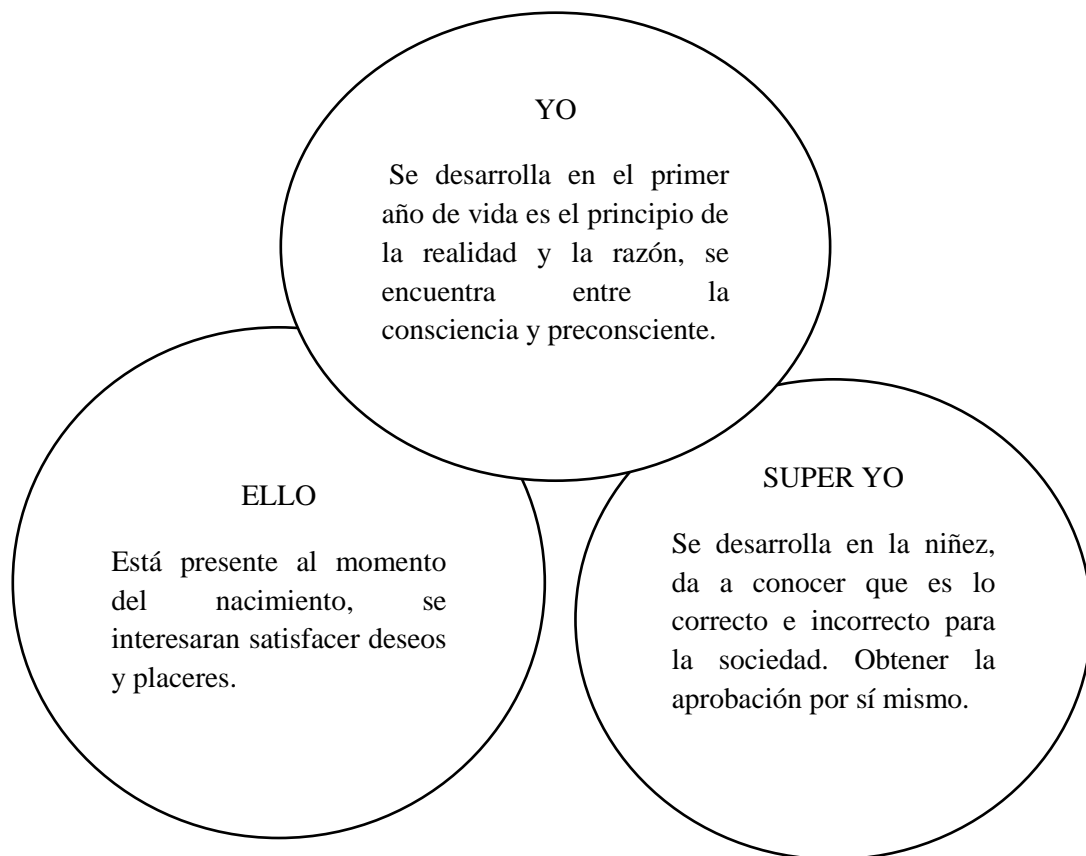 YO
Se desarrolla en el primer
año de vida es el principio de
la realidad y la razón, se
encuentra entre la
consciencia y preconsciente.
ELLO
Está presente al momento
del nacimiento, se
interesaran satisfacer deseos
y placeres.
SUPER YO
Se desarrolla en la niñez,
da a conocer que es lo
correcto e incorrecto para
la sociedad. Obtener la
aprobación por sí mismo.